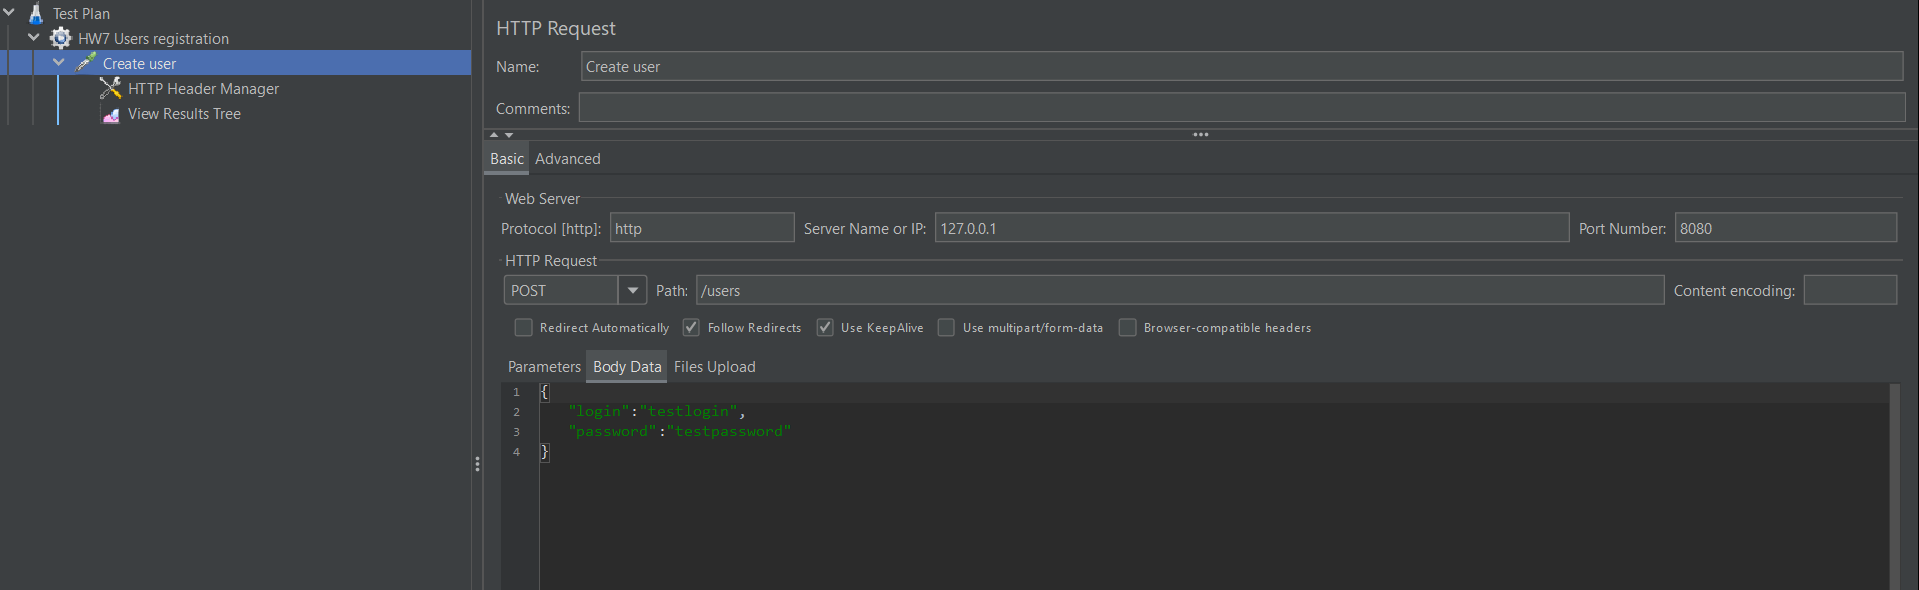 Test Plan
HW7 Users registration
Create user
HTTP Header Manager
View Results Tree
HTTP Request
Name: Create user
Comments:
Basic Advanced
Web Server
Protocol [http]: http Server Name or IP: 127.0.0.1 Port Number: 8080
HTTP Request
POST Path: /users Content encoding:
Redirect Automatically Follow Redirects Use KeepAlive Use multipart/form-data Browser-compatible headers
Parameters Body Data Files Upload
1 {
2 "login":"testlogin",
3 "password":"testpassword"
4 }